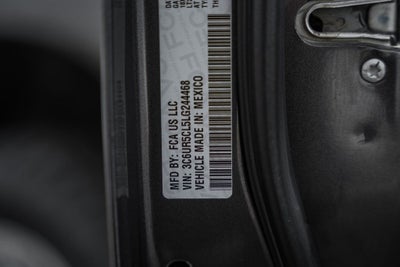 MFD BY: FCA US LLC
VIN: 3C6UR5CL5LG244468
VEHICLE MADE IN: MEXICO